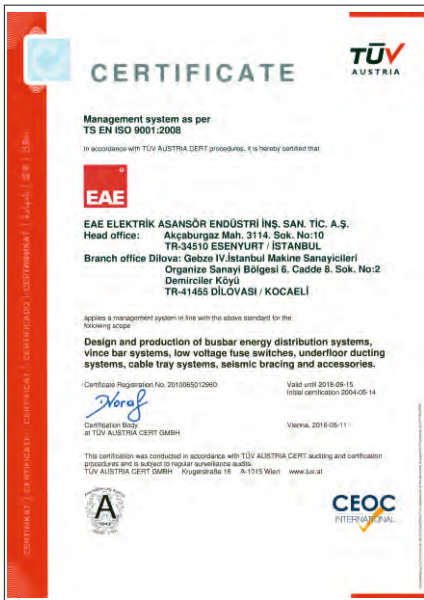 CERTIFICATE
TÜV
AUSTRIA
Management system as per
TS EN ISO 9001:2008
In accordance with TÜV AUSTRIA CERT procedures, it is hereby certified that
EAE
EAE ELEKTRİK ASANSÖR ENDÜSTRİ İNŞ. SAN. TİC. A.Ş.
Head office: Akçaburgaz Mah. 3114. Sok. No:10
TR-34510 ESENYURT / İSTANBUL
Branch office Dilova: Gebze IV.İstanbul Makine Sanayicileri
Organize Sanayi Bölgesi 6. Cadde 8. Sok. No:2
Demirciler Köyü
TR-41455 DİLOVASI / KOCAELİ
applies a management system in line with the above standard for the
following scope
Design and production of busbar energy distribution systems,
vince bar systems, low voltage fuse switches, underfloor ducting
systems, cable tray systems, seismic bracing and accessories.
Certificate Registration No. 2010065012960
Valid until 2018-09-15
Initial certification 2004-05-14
Certification Body
at TÜV AUSTRIA CERT GMBH
Vienna, 2016-05-11
This certification was conducted in accordance with TÜV AUSTRIA CERT auditing and certification
procedures and is subject to regular surveillance audits.
TÜV AUSTRIA CERT GMBH Krugerstraße 16 A-1015 Wien www.tuv.at
A
CEOC
INTERNATIONAL
ZERTIFIKAT | CERTIFICATE | CERTIFICADO | CERTIFICAT